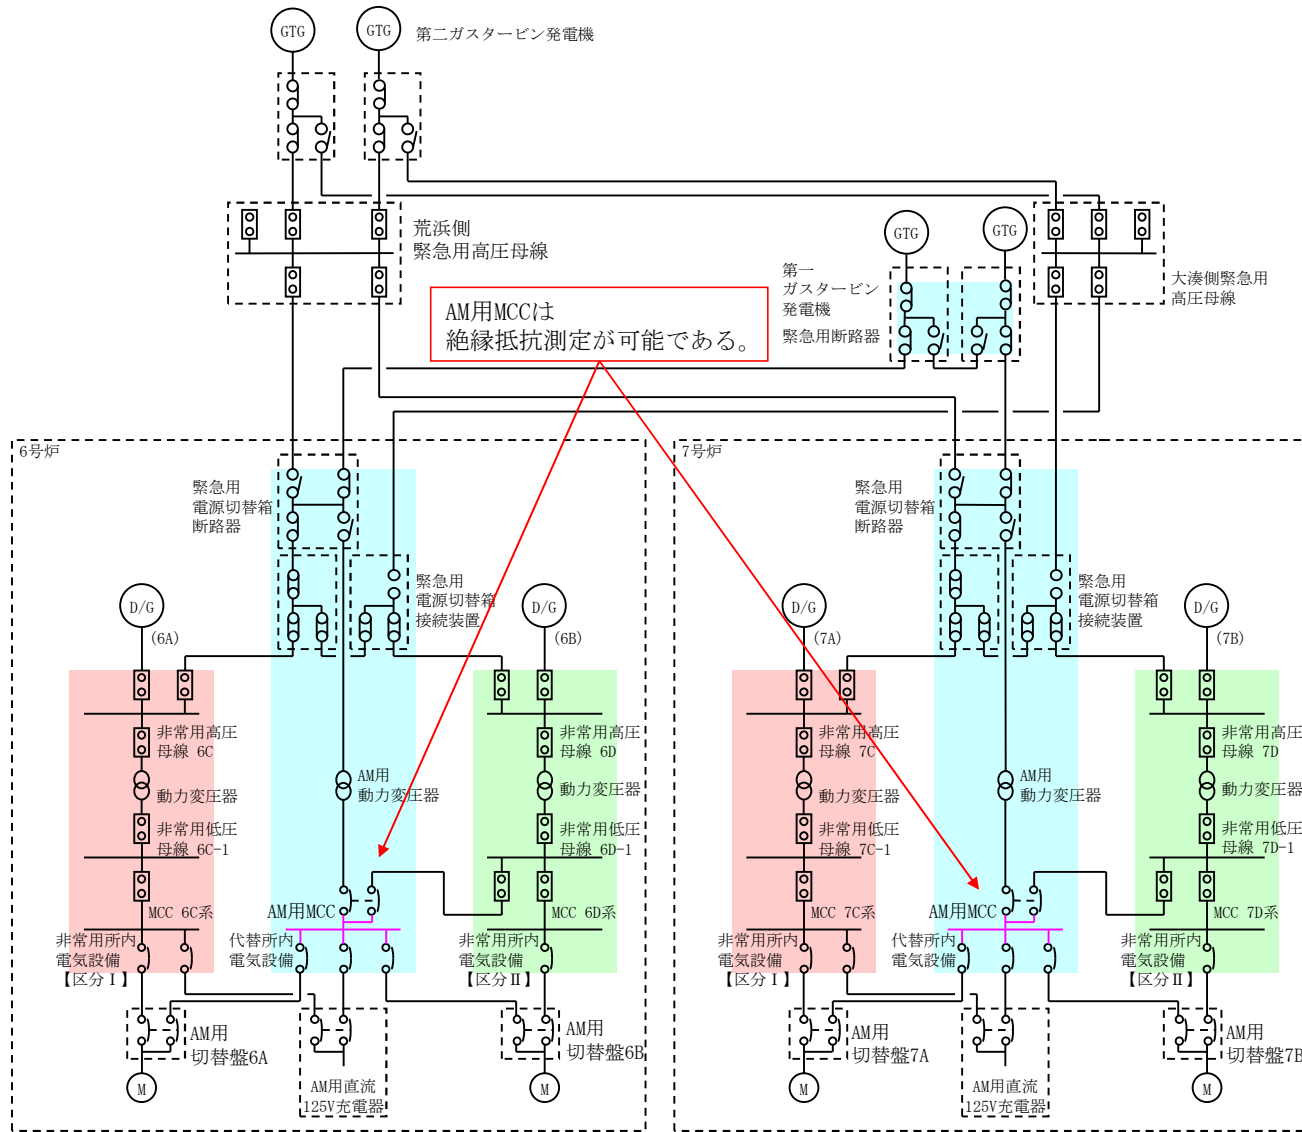 GTG
GTG
第二ガスタービン発電機
荒浜側
緊急用高圧母線
GTG
GTG
第一
ガスタービン
発電機
緊急用断路器
大湊側緊急用
高圧母線
AM用MCCは
絶縁抵抗測定が可能である。
6号炉
緊急用
電源切替箱
断路器
緊急用
電源切替箱
接続装置
D/G
(6A)
D/G
(6B)
非常用高圧
母線 6C
動力変圧器
非常用低圧
母線 6C-1
MCC 6C系
非常用所内
電気設備
【区分Ⅰ】
AM用
動力変圧器
AM用MCC
代替所内
電気設備
非常用高圧
母線 6D
動力変圧器
非常用低圧
母線 6D-1
MCC 6D系
非常用所内
電気設備
【区分Ⅱ】
AM用
切替盤6A
M
AM用直流
125V充電器
AM用
切替盤6B
M
7号炉
緊急用
電源切替箱
断路器
緊急用
電源切替箱
接続装置
D/G
(7A)
D/G
(7B)
非常用高圧
母線 7C
動力変圧器
非常用低圧
母線 7C-1
MCC 7C系
非常用所内
電気設備
【区分Ⅰ】
AM用
動力変圧器
AM用MCC
代替所内
電気設備
非常用高圧
母線 7D
動力変圧器
非常用低圧
母線 7D-1
MCC 7D系
非常用所内
電気設備
【区分Ⅱ】
AM用
切替盤7A
M
AM用直流
125V充電器
AM用
切替盤7B
M